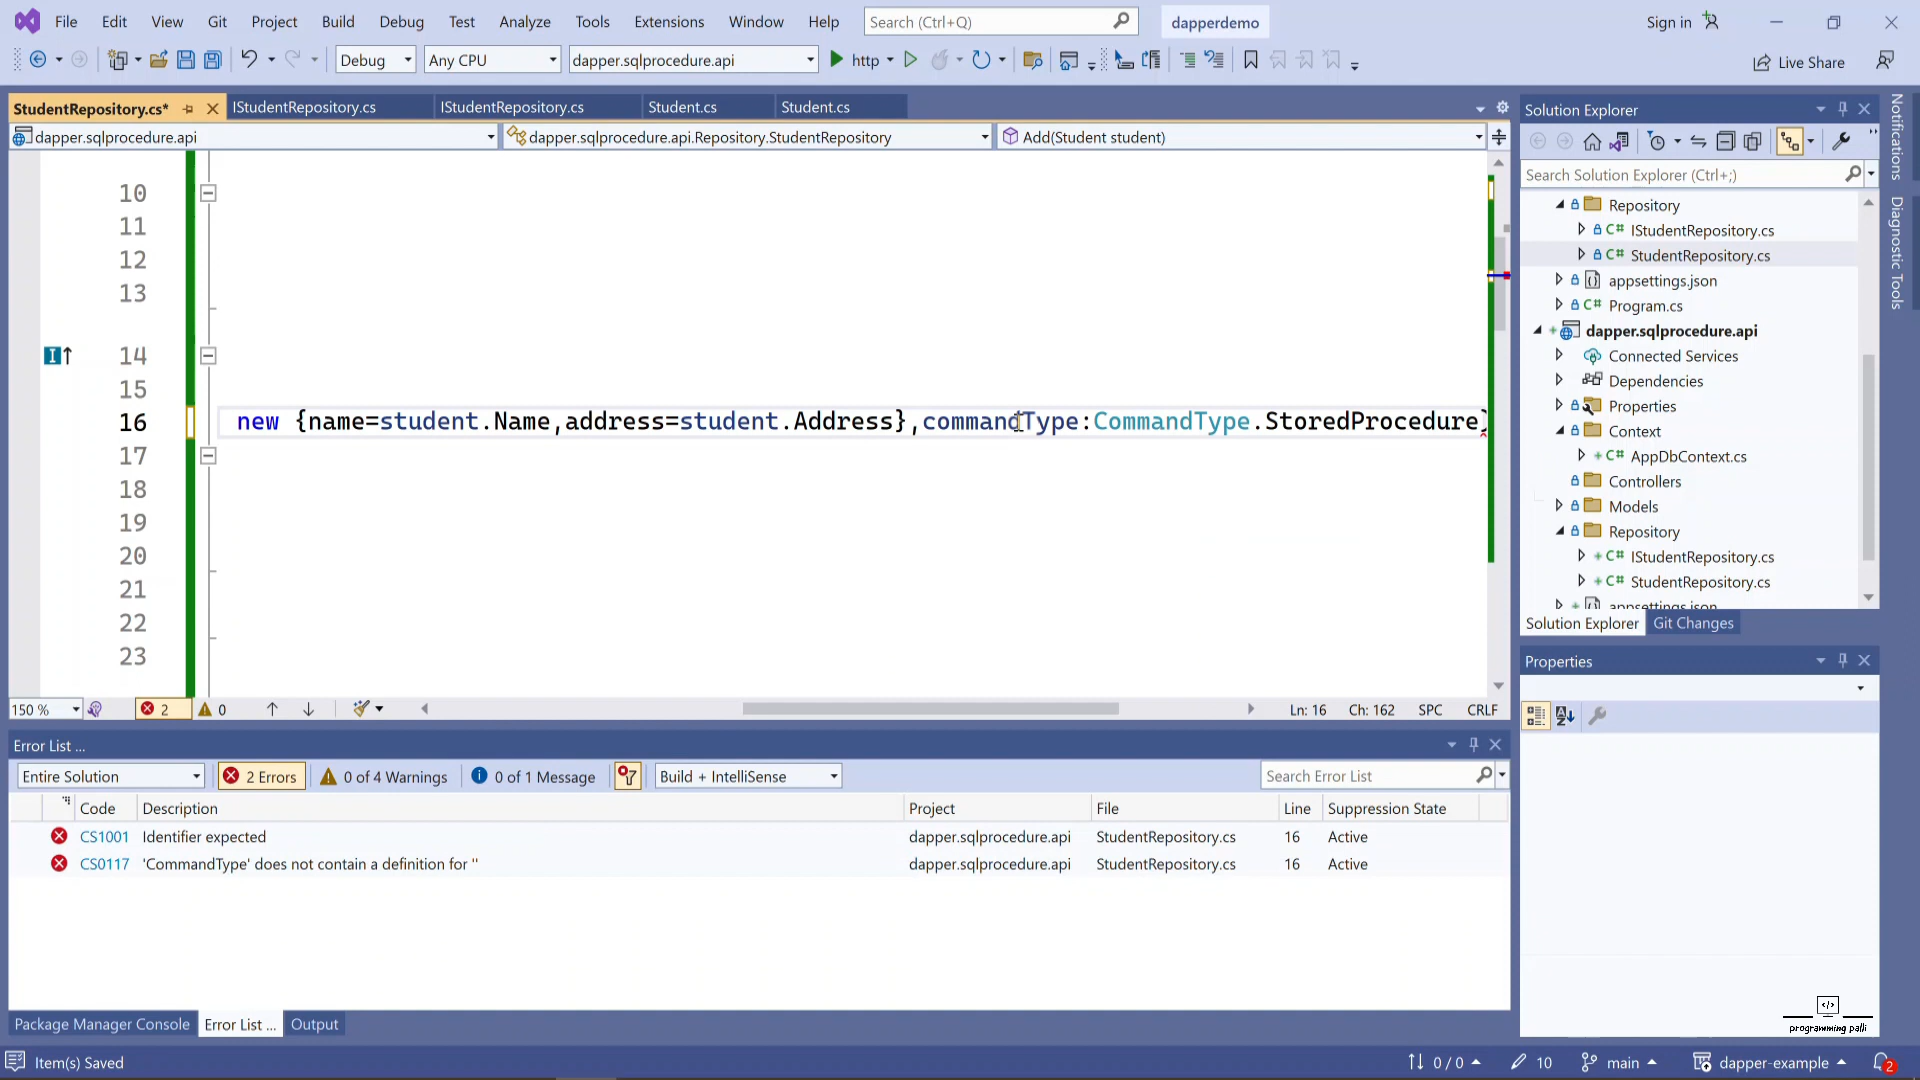 File Edit View Git Project Build Debug Test Analyze Tools Extensions Window Help Search (Ctrl+Q) dapperdemo Sign in
Debug Any CPU dapper.sqlprocedure.api http Live Share
StudentRepository.cs* IStudentRepository.cs IStudentRepository.cs Student.cs Student.cs
dapper.sqlprocedure.api dapper.sqlprocedure.api.Repository.StudentRepository Add(Student student)
10
11
12
13
14
15
16 new {name=student.Name,address=student.Address},commandType:CommandType.StoredProcedure)
17
18
19
20
21
22
23
150 % 2 0 Ln: 16 Ch: 162 SPC CRLF
Error List ...
Entire Solution 2 Errors 0 of 4 Warnings 0 of 1 Message Build + IntelliSense Search Error List
Code Description Project File Line Suppression State
CS1001 Identifier expected dapper.sqlprocedure.api StudentRepository.cs 16 Active
CS0117 'CommandType' does not contain a definition for '' dapper.sqlprocedure.api StudentRepository.cs 16 Active
Package Manager Console Error List ... Output
Solution Explorer
Search Solution Explorer (Ctrl+;)
Repository
C# IStudentRepository.cs
C# StudentRepository.cs
appsettings.json
C# Program.cs
dapper.sqlprocedure.api
Connected Services
Dependencies
Properties
Context
C# AppDbContext.cs
Controllers
Models
Repository
C# IStudentRepository.cs
C# StudentRepository.cs
appsettings.json
Solution Explorer Git Changes
Properties
programming palli
Notifications
Diagnostic Tools
Item(s) Saved 0 / 0 10 main dapper-example 2